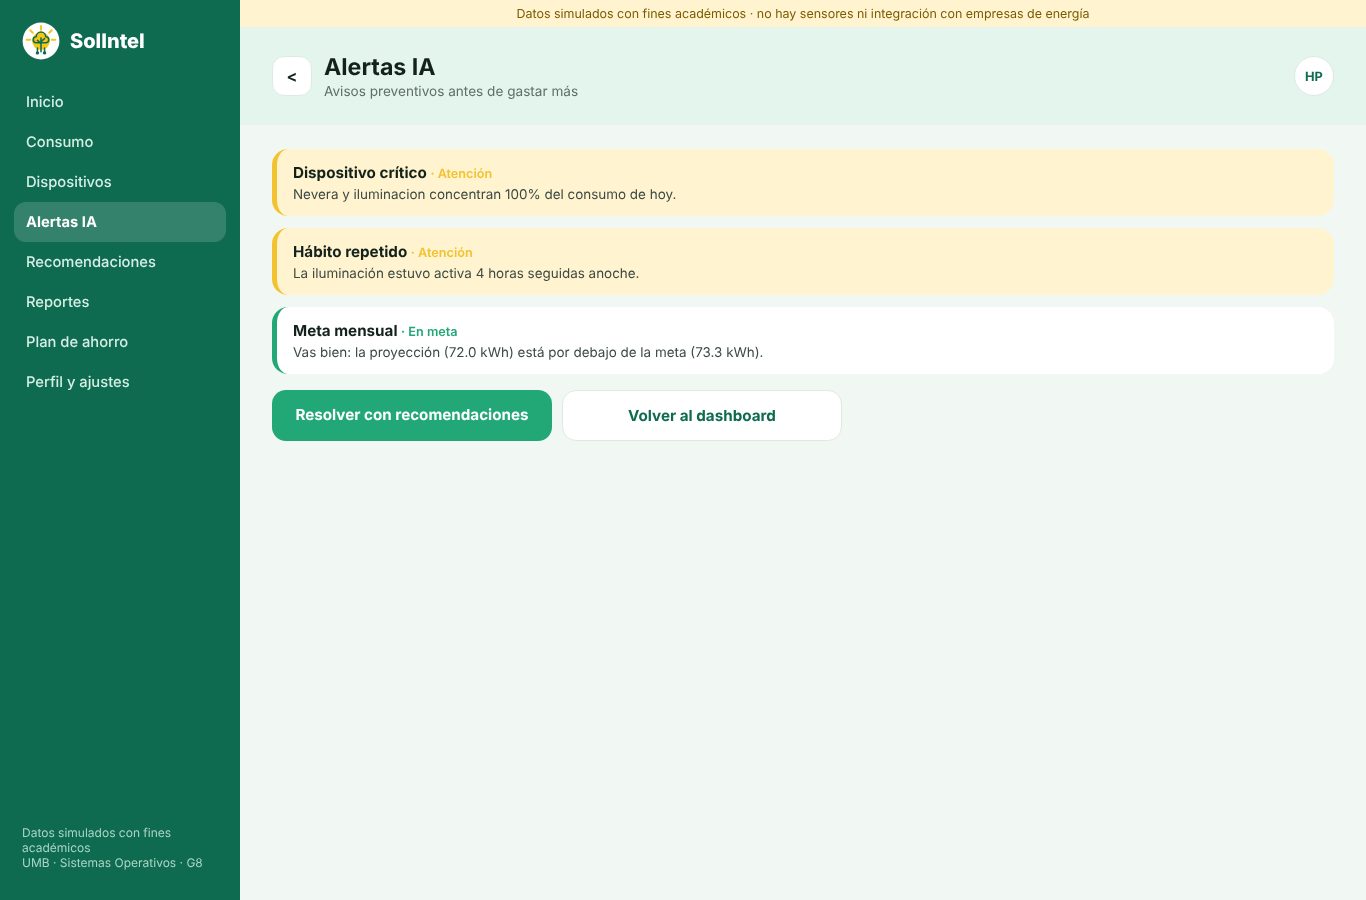 Datos simulados con fines académicos · no hay sensores ni integración con empresas de energía
SolIntel
Inicio
Consumo
Dispositivos
Alertas IA
Recomendaciones
Reportes
Plan de ahorro
Perfil y ajustes
Datos simulados con fines
académicos
UMB · Sistemas Operativos · G8
<
Alertas IA
Avisos preventivos antes de gastar más
HP
Dispositivo crítico · Atención
Nevera y iluminacion concentran 100% del consumo de hoy.
Hábito repetido · Atención
La iluminación estuvo activa 4 horas seguidas anoche.
Meta mensual · En meta
Vas bien: la proyección (72.0 kWh) está por debajo de la meta (73.3 kWh).
Resolver con recomendaciones
Volver al dashboard